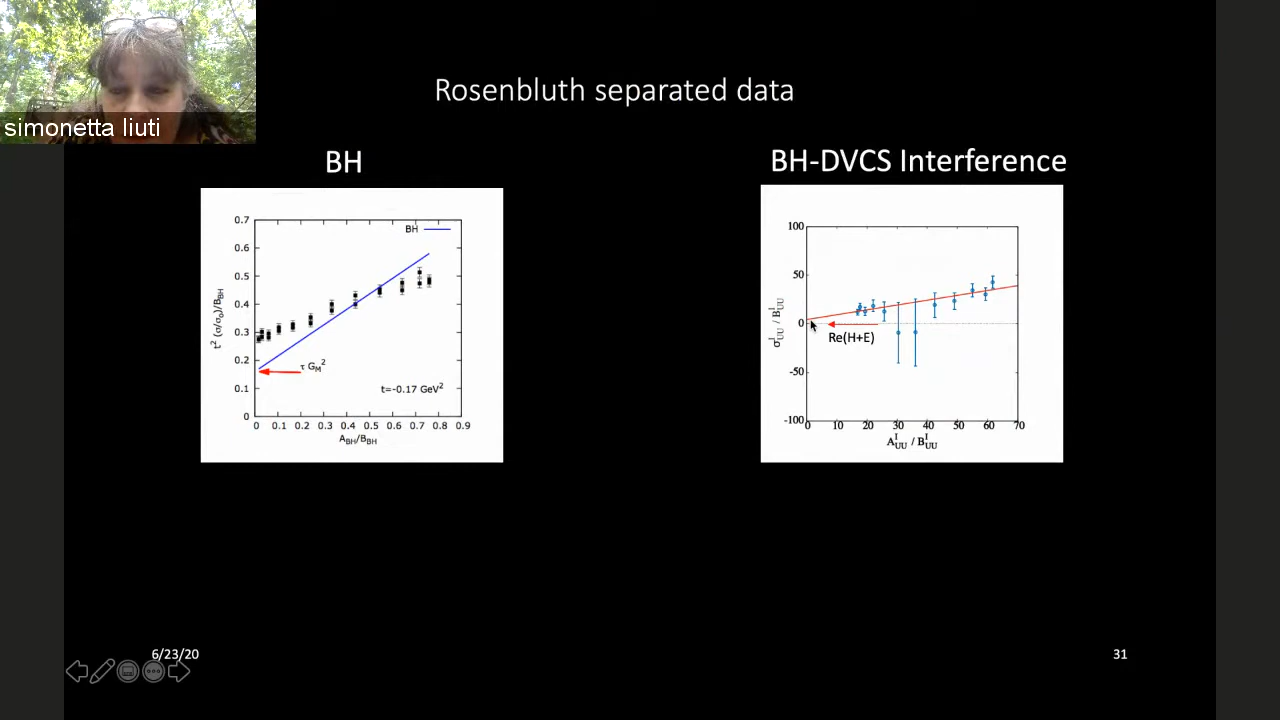 simonetta liuti
Rosenbluth separated data
BH
BH-DVCS Interference
0.7
0.6
0.5
0.4
0.3
0.2
0.1
0
t² (σ/σ₀)/B_BH
BH
τ G_M²
t=-0.17 GeV²
0 0.1 0.2 0.3 0.4 0.5 0.6 0.7 0.8 0.9
A_BH/B_BH
100
50
0
-50
-100
σ^I_UU / B^I_UU
Re(H+E)
0 10 20 30 40 50 60 70
A^I_UU / B^I_UU
6/23/20
31